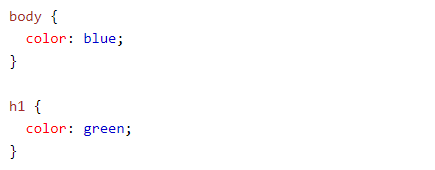 body {
  color: blue;
}

h1 {
  color: green;
}